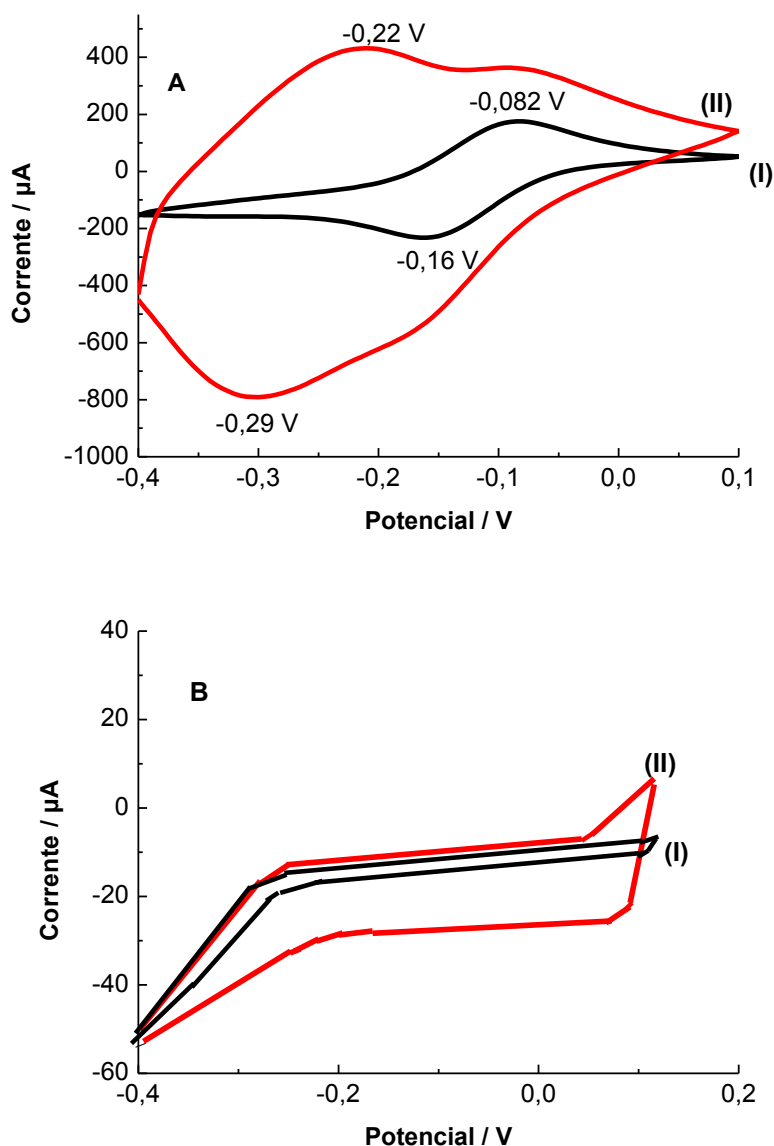 -0,22 V
400
A
-0,082 V
200
(II)
0
(I)
-200
-0,16 V
-400
-600
-800
-0,29 V
-1000
-0,4
-0,3
-0,2
-0,1
0,0
0,1
Corrente / µA
Potencial / V
40
B
20
(II)
0
(I)
-20
-40
-60
-0,4
-0,2
0,0
0,2
Corrente / µA
Potencial / V